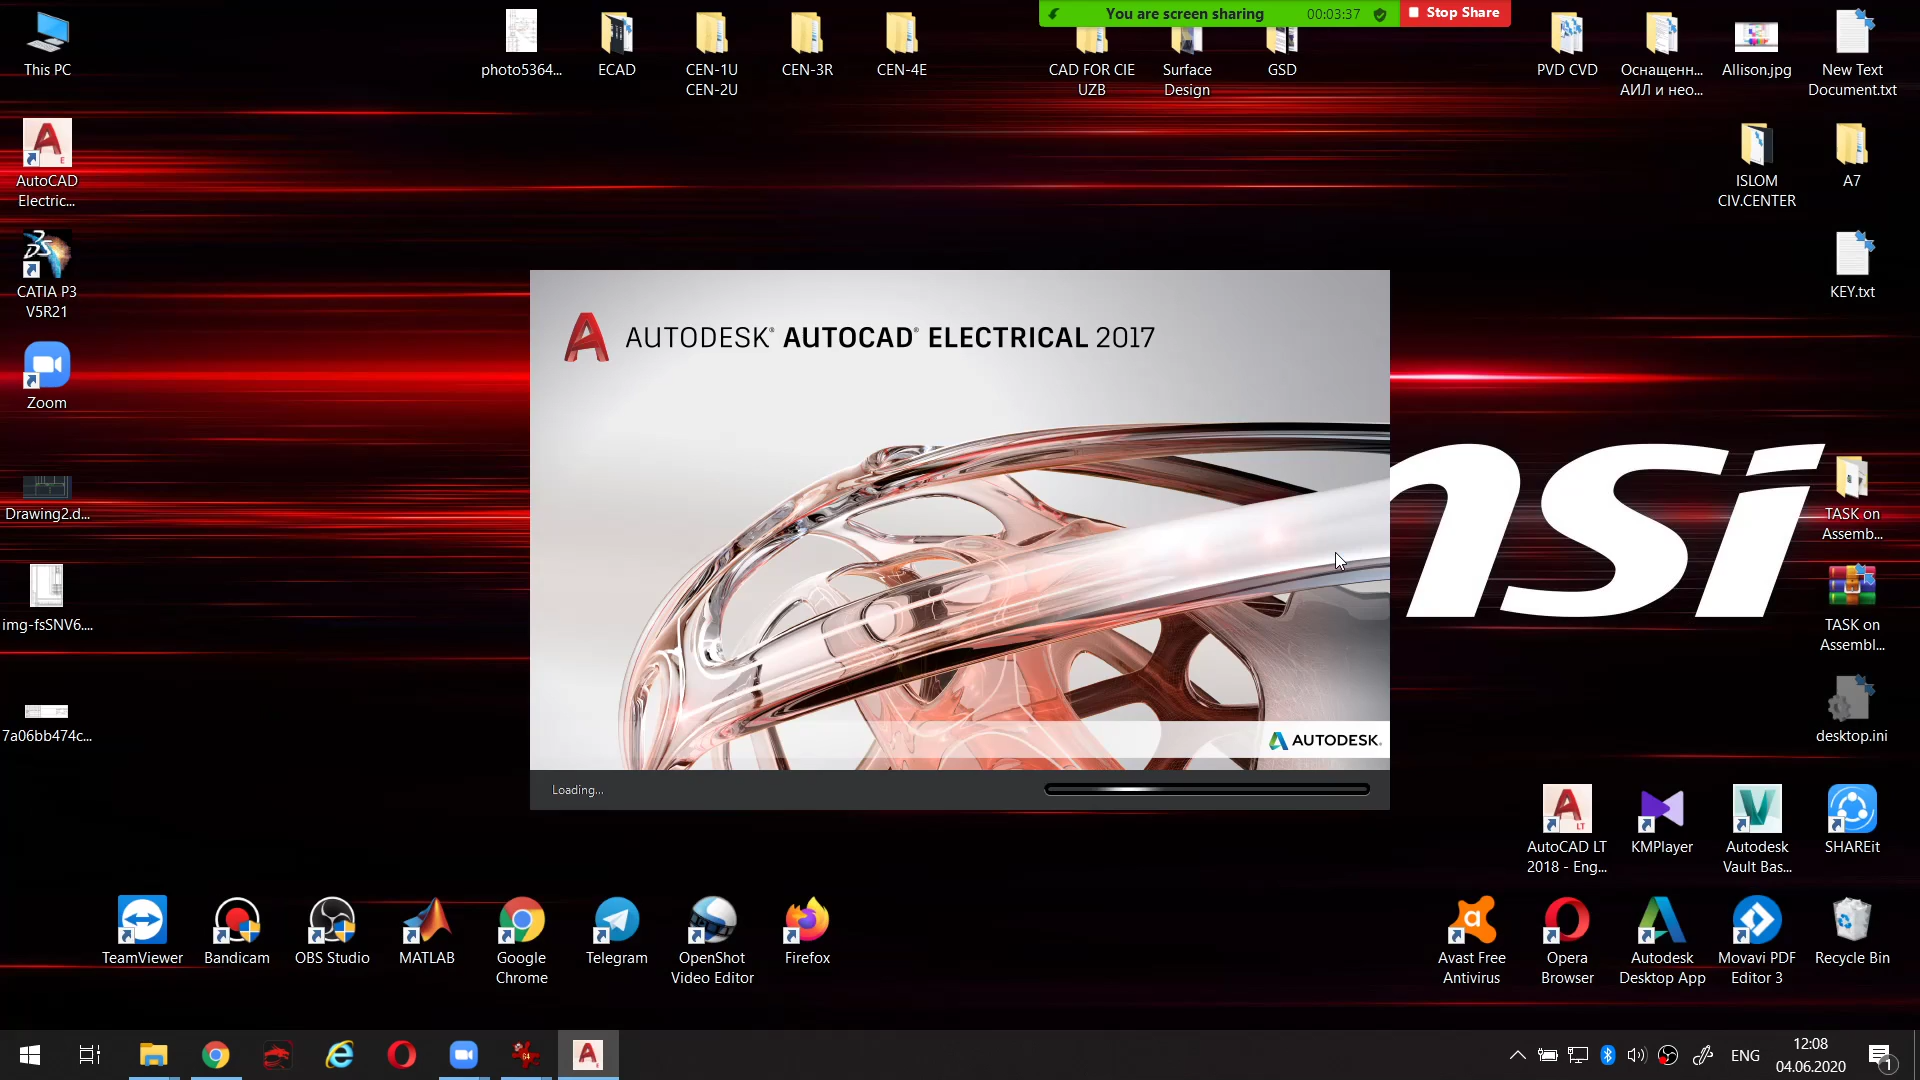 You are screen sharing 00:03:37 Stop Share
This PC
photo5364...
ECAD
CEN-1U
CEN-2U
CEN-3R
CEN-4E
CAD FOR CIE
UZB
Surface
Design
GSD
PVD CVD
Оснащенн...
АИЛ и нео...
Allison.jpg
New Text
Document.txt
AutoCAD
Electric...
ISLOM
CIV.CENTER
A7
CATIA P3
V5R21
KEY.txt
Zoom
AUTODESK® AUTOCAD® ELECTRICAL 2017
msi
Drawing2.d...
TASK on
Assemb...
img-fsSNV6....
TASK on
Assembl...
7a06bb474c...
desktop.ini
AUTODESK.
Loading...
AutoCAD LT
2018 - Eng...
KMPlayer
Autodesk
Vault Bas...
SHAREit
TeamViewer
Bandicam
OBS Studio
MATLAB
Google
Chrome
Telegram
OpenShot
Video Editor
Firefox
Avast Free
Antivirus
Opera
Browser
Autodesk
Desktop App
Movavi PDF
Editor 3
Recycle Bin
64
ENG
12:08
04.06.2020
1